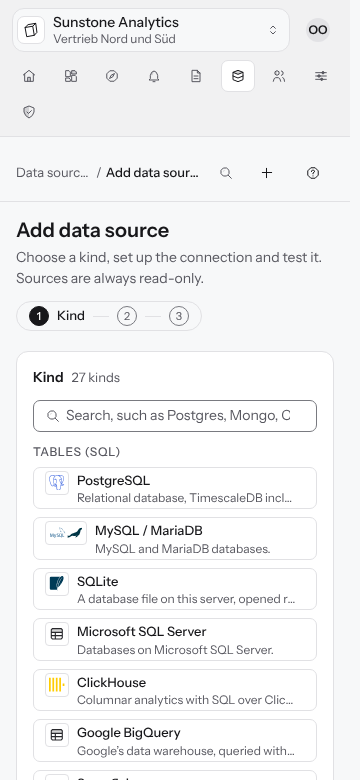 Sunstone Analytics
Vertrieb Nord und Süd
OO
Data sourc... / Add data sour...
Add data source
Choose a kind, set up the connection and test it.
Sources are always read-only.
1 Kind 2 3
Kind 27 kinds
Search, such as Postgres, Mongo, C
TABLES (SQL)
PostgreSQL
Relational database, TimescaleDB incl...
MySQL / MariaDB
MySQL and MariaDB databases.
SQLite
A database file on this server, opened r...
Microsoft SQL Server
Databases on Microsoft SQL Server.
ClickHouse
Columnar analytics with SQL over Clic...
Google BigQuery
Google's data warehouse, queried with...